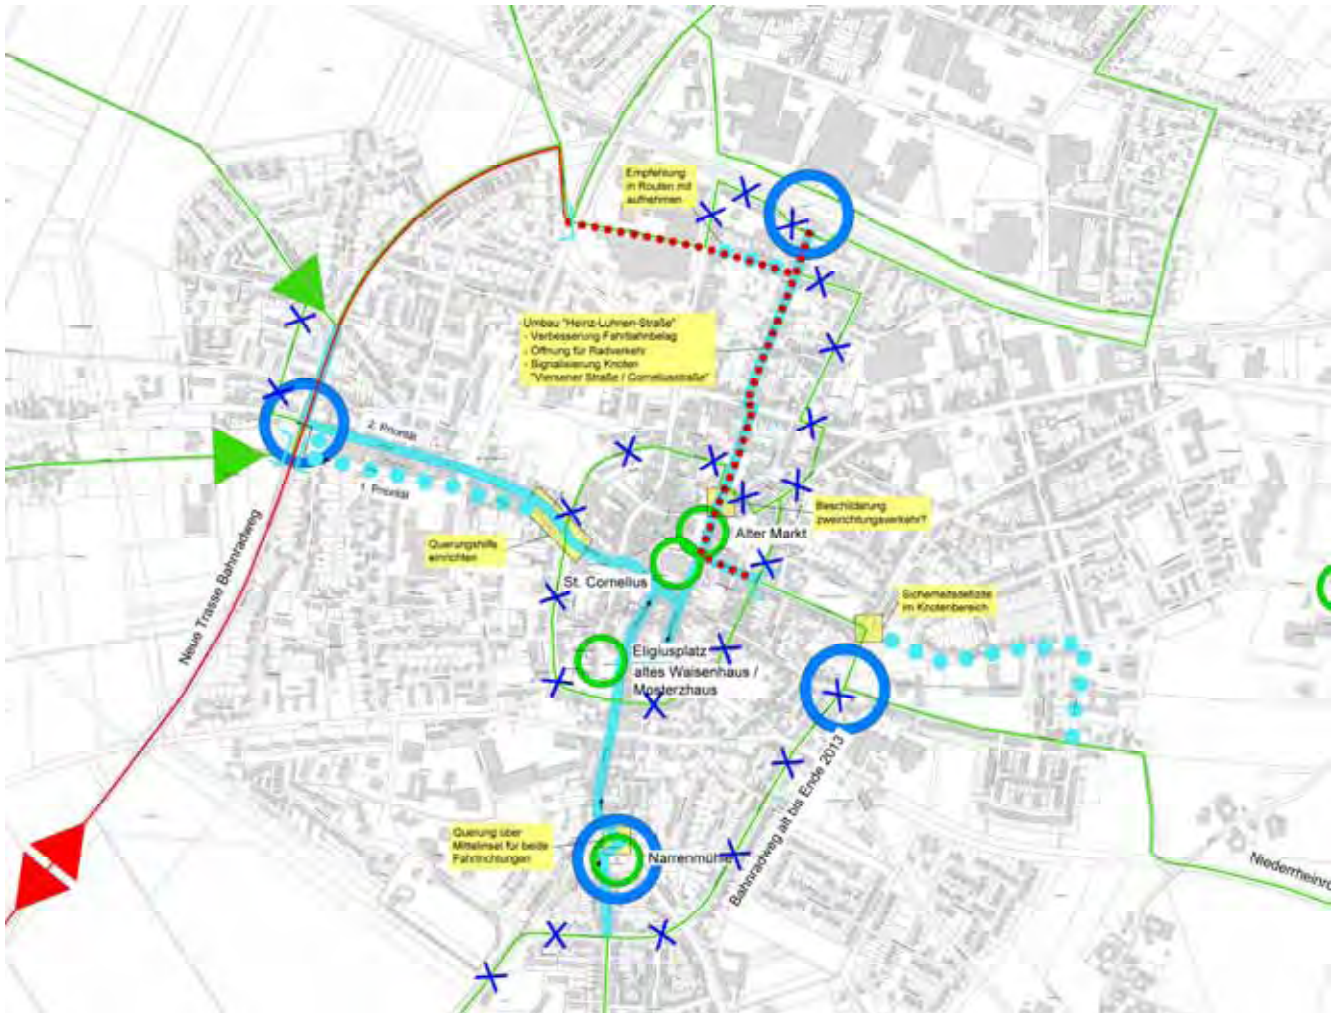 Empfehlung
in Routen mit
aufnehmen
Umbau "Heinz-Luhnen-Straße"
- Verbesserung Fahrbahnbelag
- Öffnung für Radverkehr
- Signalisierung Knoten
"Viersener Straße / Corneliusstraße"
2. Priorität
1. Priorität
Neue Trasse Bahnradweg
Querungshilfe
einrichten
Beschilderung
zweirichtungsverkehr?
Alter Markt
St. Cornelius
Sicherheitsdefizite
im Knotenbereich
Eligiusplatz
altes Waisenhaus /
Mosterzhaus
Bahnradweg alt bis Ende 2013
Querung über
Mittelinsel für beide
Fahrtrichtungen
Narrenmühle